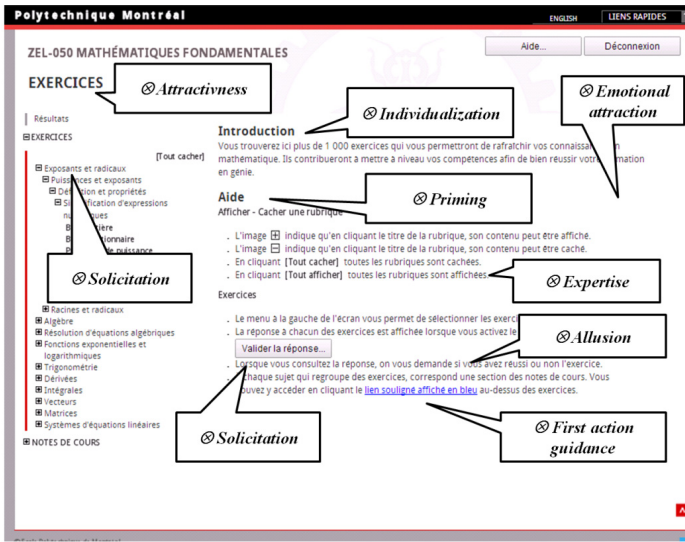 Polytechnique Montréal
ENGLISH
LIENS RAPIDES
ZEL-050 MATHÉMATIQUES FONDAMENTALES
Aide...
Déconnexion
EXERCICES
⊗ Attractivness
⊗ Individualization
⊗ Emotional
attraction
Résultats
EXERCICES
[Tout cacher]
Exposants et radicaux
Puissances et exposants
Définition et propriétés
d'expressions
Introduction
Vous trouverez ici plus de 1 000 exercices qui vous permettront de rafraîchir vos
mathématique. Ils contribueront à mettre à niveau vos compétences afin de bien réussir
en génie.
Aide
Afficher - Cacher une rubrique
⊗ Priming
. L'image ⊞ indique qu'en cliquant le titre de la rubrique, son contenu peut être affiché.
. L'image ⊟ indique qu'en cliquant le titre de la rubrique, son contenu peut être caché.
. En cliquant [Tout cacher] toutes les rubriques sont cachées.
. En cliquant [Tout afficher] toutes les rubriques sont affichées.
⊗ Solicitation
⊗ Expertise
Exercices
. Le menu à la gauche de l'écran vous permet de sélectionner les
. La réponse à chacun des exercices est affichée lorsque vous activez le
Valider la réponse...
⊗ Allusion
. Lorsque vous consultez la réponse, on vous demande si vous avez réussi ou non l'exercice.
chaque sujet qui regroupe des exercices, correspond une section des notes de cours. Vous
pouvez y accéder en cliquant le lien souligné affiché en bleu au-dessus des exercices.
Racines et radicaux
Algèbre
Résolution d'équations algébriques
Fonctions exponentielles et
logarithmiques
Trigonométrie
Dérivées
Intégrales
Vecteurs
Matrices
Systèmes d'équations linéaires
NOTES DE COURS
⊗ Solicitation
⊗ First action
guidance